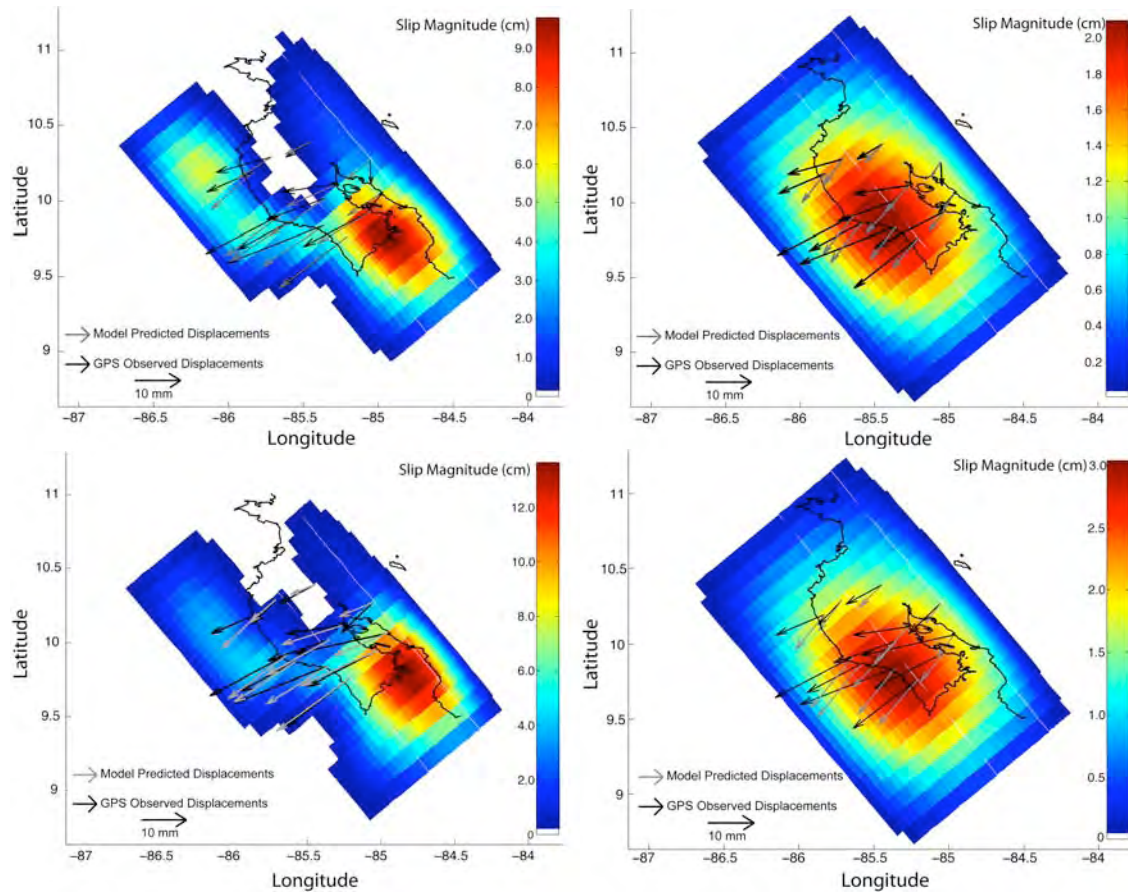 Slip Magnitude (cm)
9.0
8.0
7.0
6.0
5.0
4.0
3.0
2.0
1.0
0
11
10.5
10
9.5
9
Latitude
Model Predicted Displacements
GPS Observed Displacements
10 mm
−87 −86.5 −86 −85.5 −85 −84.5 −84
Longitude
Slip Magnitude (cm)
2.0
1.8
1.6
1.4
1.2
1.0
0.8
0.6
0.4
0.2
11
10.5
10
9.5
9
Latitude
Model Predicted Displacements
GPS Observed Displacements
10 mm
−87 −86.5 −86 −85.5 −85 −84.5 −84
Longitude
Slip Magnitude (cm)
12.0
10.0
8.0
6.0
4.0
2.0
0
11
10.5
10
9.5
9
Latitude
Model Predicted Displacements
GPS Observed Displacements
10 mm
−87 −86.5 −86 −85.5 −85 −84.5 −84
Longitude
Slip Magnitude (cm)
3.0
2.5
2.0
1.5
1.0
0.5
0
11
10.5
10
9.5
9
Latitude
Model Predicted Displacements
GPS Observed Displacements
10 mm
−87 −86.5 −86 −85.5 −85 −84.5 −84
Longitude